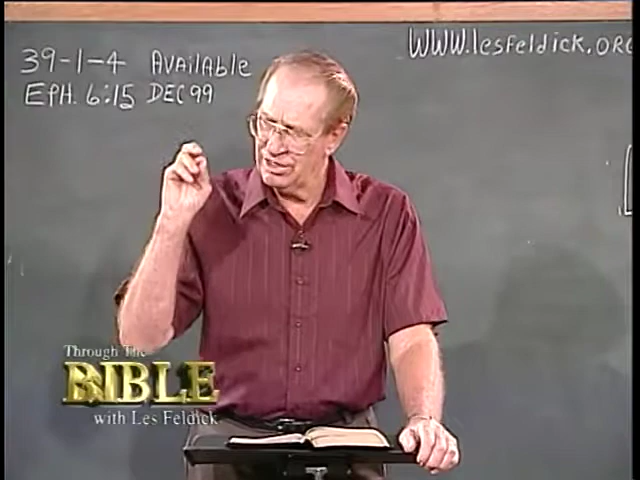 39-1-4 Available
EPH. 6:15 DEC 99
WWW.lesfeldick.ORG
Through The
BIBLE
with Les Feldick